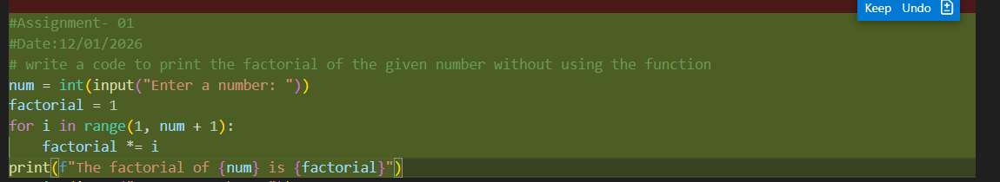 Keep Undo
#Assignment- 01
#Date:12/01/2026
# write a code to print the factorial of the given number without using the function
num = int(input("Enter a number: "))
factorial = 1
for i in range(1, num + 1):
    factorial *= i
print(f"The factorial of {num} is {factorial}")